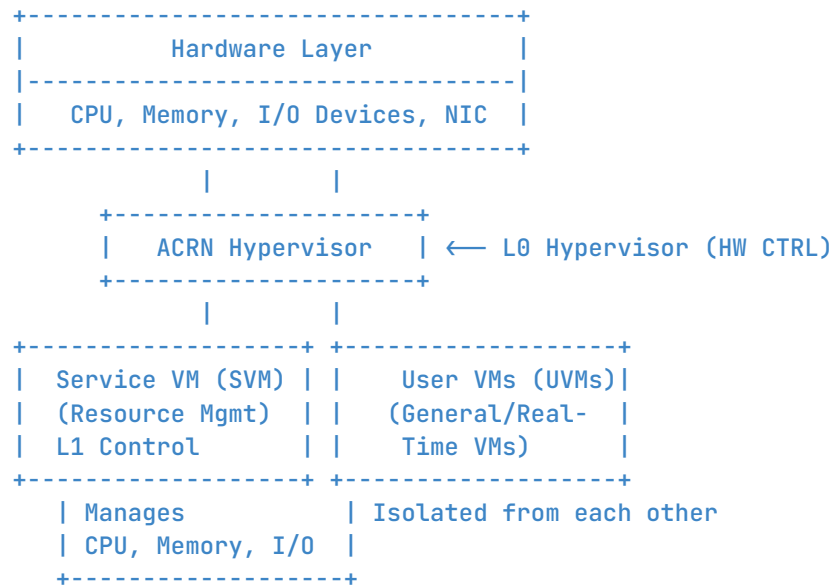 Hardware Layer
CPU, Memory, I/O Devices, NIC
ACRN Hypervisor <-- L0 Hypervisor (HW CTRL)
Service VM (SVM) | | User VMs (UVMs)
(Resource Mgmt) | | (General/Real-
L1 Control | | Time VMs)
Manages | Isolated from each other
CPU, Memory, I/O